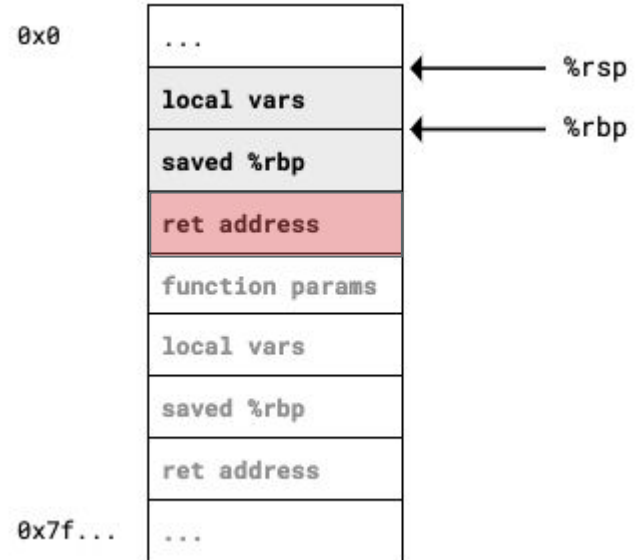 0x0
...
%rsp
local vars
%rbp
saved %rbp
ret address
function params
local vars
saved %rbp
ret address
0x7f...
...